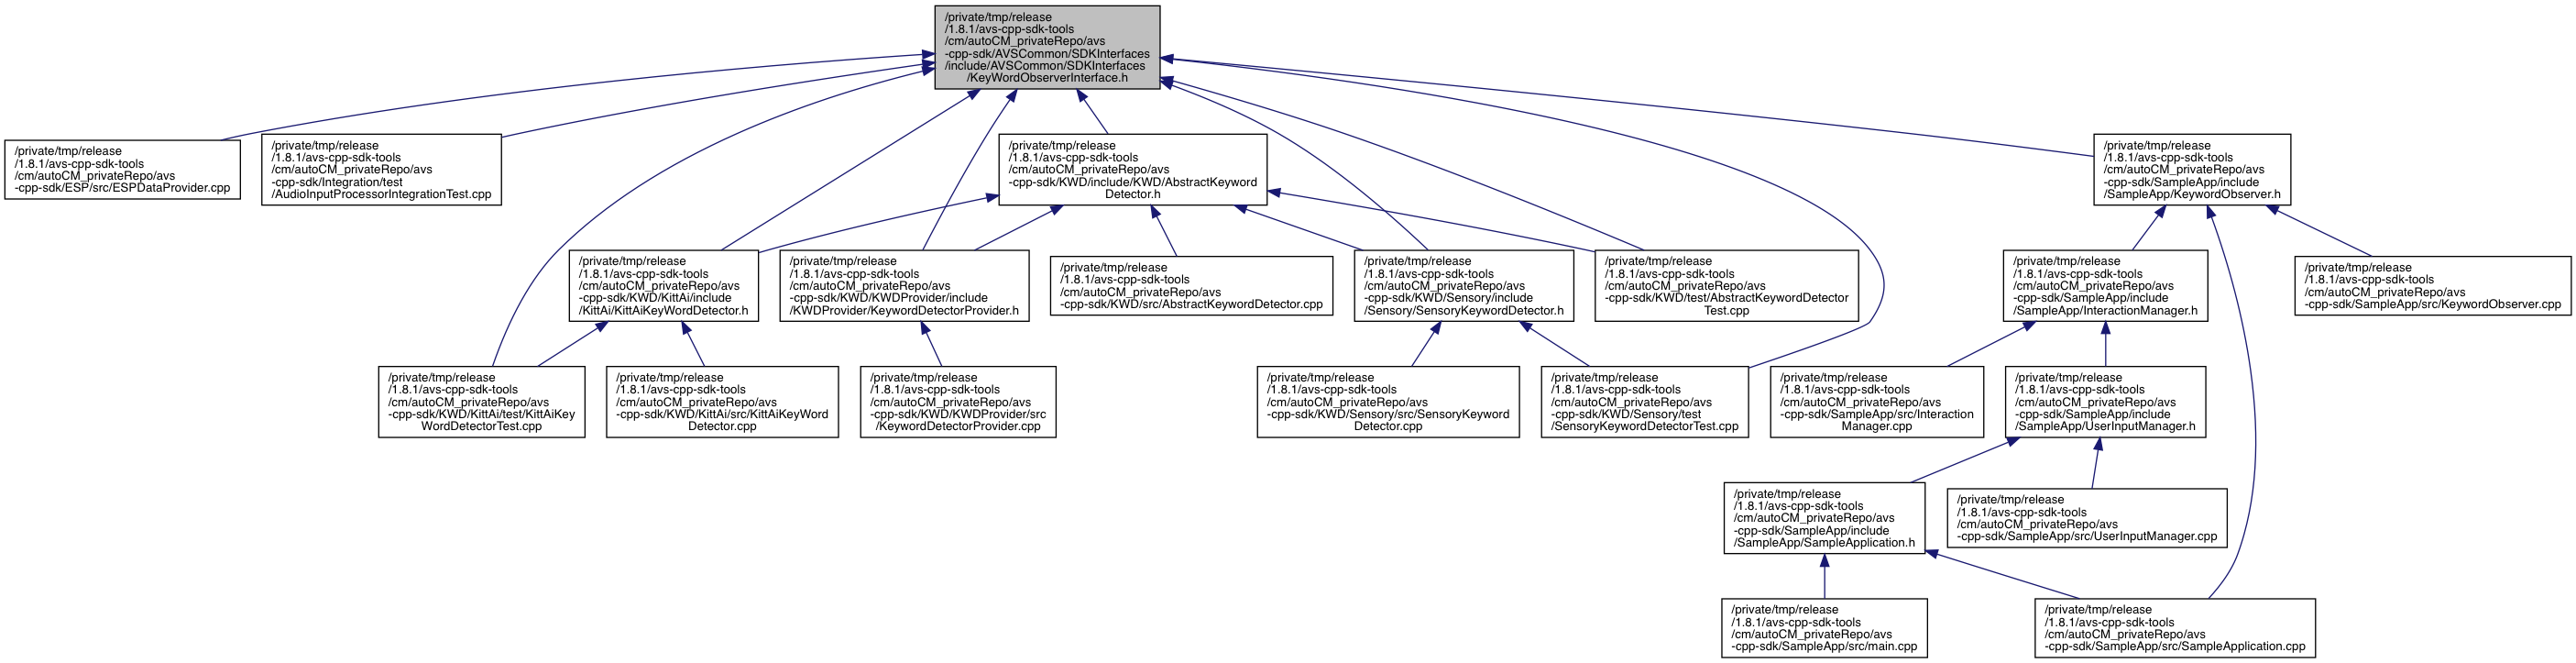 /private/tmp/release
/1.8.1/avs-cpp-sdk-tools
/cm/autoCM_privateRepo/avs
-cpp-sdk/AVSCommon/SDKInterfaces
/include/AVSCommon/SDKInterfaces
/KeyWordObserverInterface.h
/private/tmp/release
/1.8.1/avs-cpp-sdk-tools
/cm/autoCM_privateRepo/avs
-cpp-sdk/ESP/src/ESPDataProvider.cpp
/private/tmp/release
/1.8.1/avs-cpp-sdk-tools
/cm/autoCM_privateRepo/avs
-cpp-sdk/Integration/test
/AudioInputProcessorIntegrationTest.cpp
/private/tmp/release
/1.8.1/avs-cpp-sdk-tools
/cm/autoCM_privateRepo/avs
-cpp-sdk/KWD/include/KWD/AbstractKeyword
Detector.h
/private/tmp/release
/1.8.1/avs-cpp-sdk-tools
/cm/autoCM_privateRepo/avs
-cpp-sdk/SampleApp/include
/SampleApp/KeywordObserver.h
/private/tmp/release
/1.8.1/avs-cpp-sdk-tools
/cm/autoCM_privateRepo/avs
-cpp-sdk/KWD/KittAi/include
/KittAi/KittAiKeyWordDetector.h
/private/tmp/release
/1.8.1/avs-cpp-sdk-tools
/cm/autoCM_privateRepo/avs
-cpp-sdk/KWD/KWDProvider/include
/KWDProvider/KeywordDetectorProvider.h
/private/tmp/release
/1.8.1/avs-cpp-sdk-tools
/cm/autoCM_privateRepo/avs
-cpp-sdk/KWD/src/AbstractKeywordDetector.cpp
/private/tmp/release
/1.8.1/avs-cpp-sdk-tools
/cm/autoCM_privateRepo/avs
-cpp-sdk/KWD/Sensory/include
/Sensory/SensoryKeywordDetector.h
/private/tmp/release
/1.8.1/avs-cpp-sdk-tools
/cm/autoCM_privateRepo/avs
-cpp-sdk/KWD/test/AbstractKeywordDetector
Test.cpp
/private/tmp/release
/1.8.1/avs-cpp-sdk-tools
/cm/autoCM_privateRepo/avs
-cpp-sdk/SampleApp/include
/SampleApp/InteractionManager.h
/private/tmp/release
/1.8.1/avs-cpp-sdk-tools
/cm/autoCM_privateRepo/avs
-cpp-sdk/SampleApp/src/KeywordObserver.cpp
/private/tmp/release
/1.8.1/avs-cpp-sdk-tools
/cm/autoCM_privateRepo/avs
-cpp-sdk/KWD/KittAi/test/KittAiKey
WordDetectorTest.cpp
/private/tmp/release
/1.8.1/avs-cpp-sdk-tools
/cm/autoCM_privateRepo/avs
-cpp-sdk/KWD/KittAi/src/KittAiKeyWord
Detector.cpp
/private/tmp/release
/1.8.1/avs-cpp-sdk-tools
/cm/autoCM_privateRepo/avs
-cpp-sdk/KWD/KWDProvider/src
/KeywordDetectorProvider.cpp
/private/tmp/release
/1.8.1/avs-cpp-sdk-tools
/cm/autoCM_privateRepo/avs
-cpp-sdk/KWD/Sensory/src/SensoryKeyword
Detector.cpp
/private/tmp/release
/1.8.1/avs-cpp-sdk-tools
/cm/autoCM_privateRepo/avs
-cpp-sdk/KWD/Sensory/test
/SensoryKeywordDetectorTest.cpp
/private/tmp/release
/1.8.1/avs-cpp-sdk-tools
/cm/autoCM_privateRepo/avs
-cpp-sdk/SampleApp/src/Interaction
Manager.cpp
/private/tmp/release
/1.8.1/avs-cpp-sdk-tools
/cm/autoCM_privateRepo/avs
-cpp-sdk/SampleApp/include
/SampleApp/UserInputManager.h
/private/tmp/release
/1.8.1/avs-cpp-sdk-tools
/cm/autoCM_privateRepo/avs
-cpp-sdk/SampleApp/include
/SampleApp/SampleApplication.h
/private/tmp/release
/1.8.1/avs-cpp-sdk-tools
/cm/autoCM_privateRepo/avs
-cpp-sdk/SampleApp/src/UserInputManager.cpp
/private/tmp/release
/1.8.1/avs-cpp-sdk-tools
/cm/autoCM_privateRepo/avs
-cpp-sdk/SampleApp/src/main.cpp
/private/tmp/release
/1.8.1/avs-cpp-sdk-tools
/cm/autoCM_privateRepo/avs
-cpp-sdk/SampleApp/src/SampleApplication.cpp